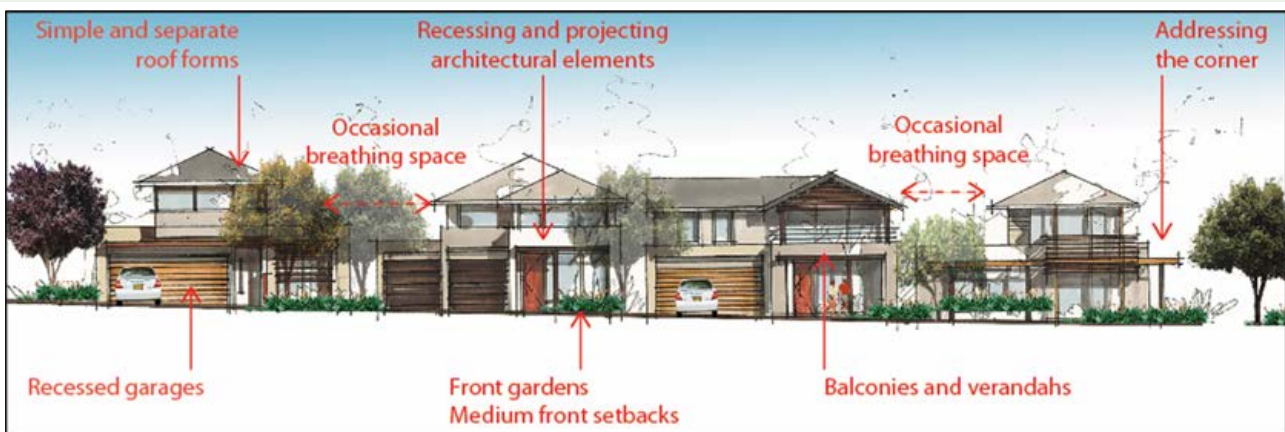 Simple and separate
roof forms
Recessing and projecting
architectural elements
Addressing
the corner
Occasional
breathing space
Occasional
breathing space
Recessed garages
Front gardens
Medium front setbacks
Balconies and verandahs